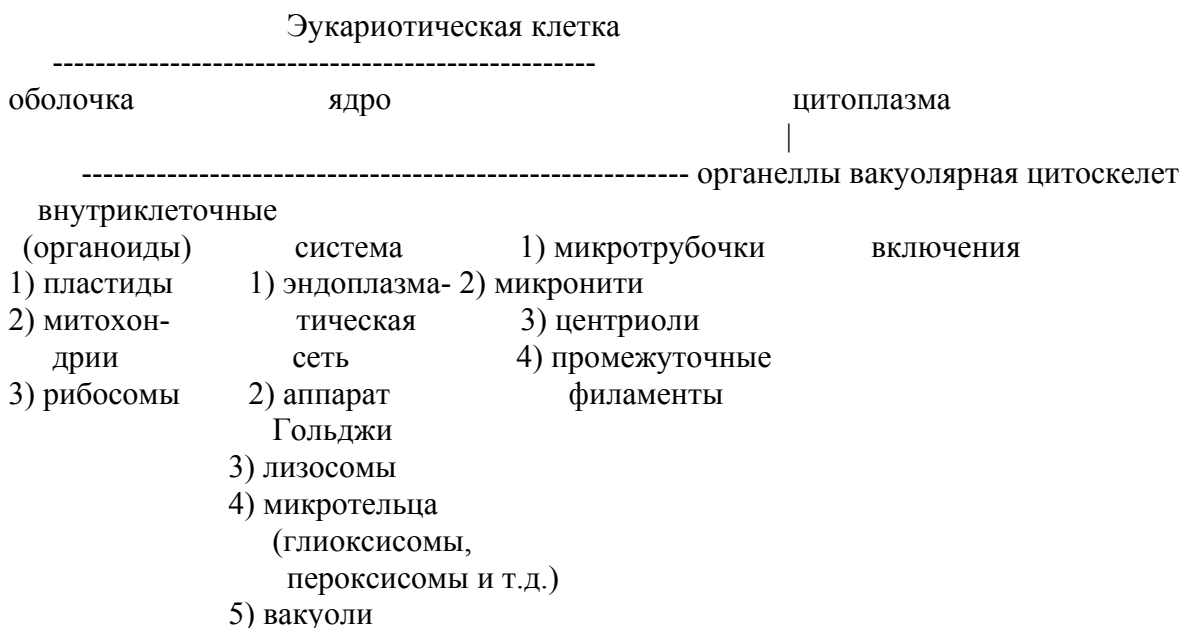 Эукариотическая клетка
---------------------------------------------------
оболочка ядро цитоплазма
|
--------------------------------------------------------- органеллы вакуолярная цитоскелет
внутриклеточные
(органоиды) система 1) микротрубочки включения
1) пластиды 1) эндоплазма- 2) микронити
2) митохон- тическая 3) центриоли
дрии сеть 4) промежуточные
3) рибосомы 2) аппарат филаменты
Гольджи
3) лизосомы
4) микротельца
(глиоксисомы,
пероксисомы и т.д.)
5) вакуоли